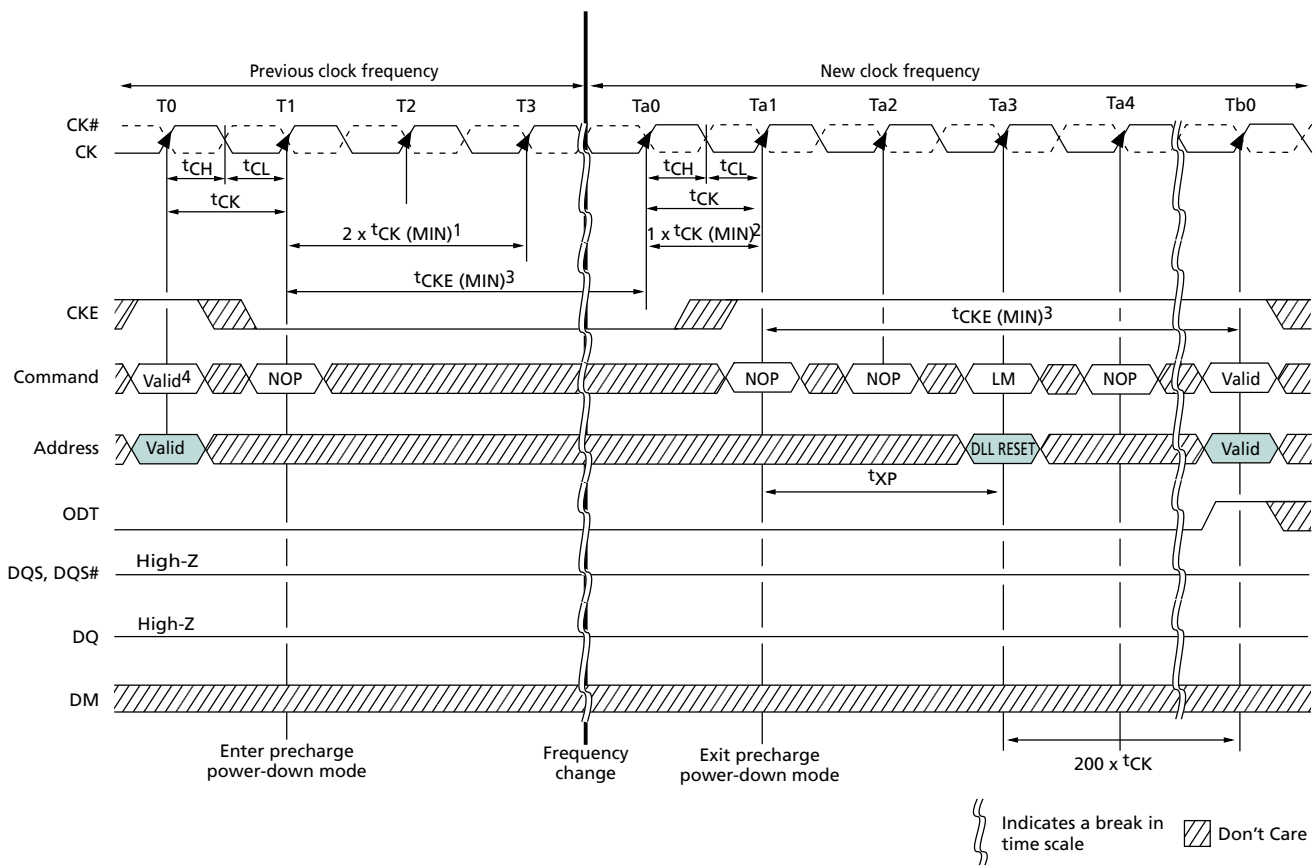 Previous clock frequency
New clock frequency
T0 T1 T2 T3 Ta0 Ta1 Ta2 Ta3 Ta4 Tb0
CK#
CK
tCH tCL tCH tCL
tCK tCK
2 x tCK (MIN)1 1 x tCK (MIN)2
tCKE (MIN)3
CKE
tCKE (MIN)3
Command Valid4 NOP NOP NOP LM NOP Valid
Address Valid DLL RESET Valid
tXP
ODT
High-Z
DQS, DQS#
High-Z
DQ
DM
Enter precharge
power-down mode
Frequency
change
Exit precharge
power-down mode
200 x tCK
Indicates a break in
time scale
Don't Care